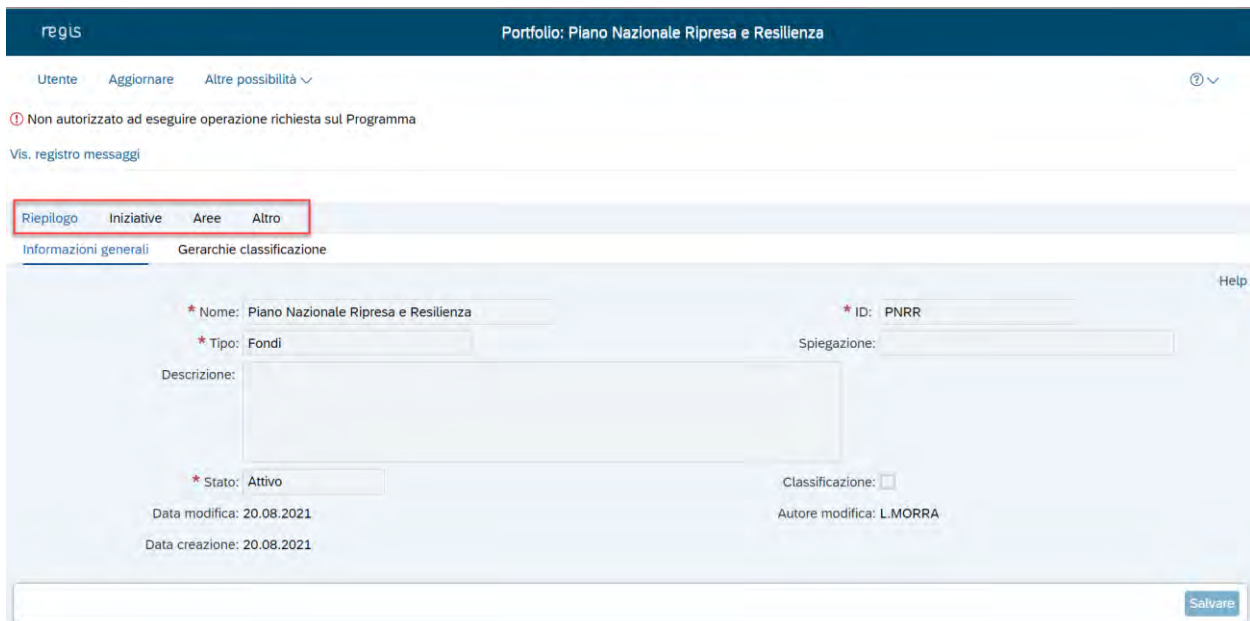 regis
Portfolio: Piano Nazionale Ripresa e Resilienza
Utente Aggiornare Altre possibilità
Non autorizzato ad eseguire operazione richiesta sul Programma
Vis. registro messaggi
Riepilogo Iniziative Aree Altro
Informazioni generali Gerarchie classificazione
Help
* Nome: Piano Nazionale Ripresa e Resilienza * ID: PNRR
* Tipo: Fondi Spiegazione:
Descrizione:
* Stato: Attivo Classificazione:
Data modifica: 20.08.2021 Autore modifica: L.MORRA
Data creazione: 20.08.2021
Salvare